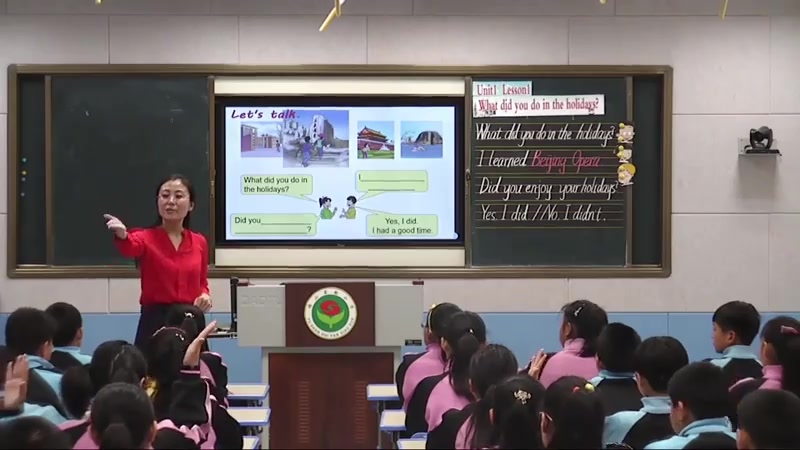 Let's talk.
What did you do in
the holidays?
I
Did you
?
Yes, I did.
I had a good time.
Unit1 Lesson1
What did you do in the holidays?
What did you do in the holidays?
I learned Beijing Opera
Did you enjoy your holidays?
Yes. I did. /No. I didn't.